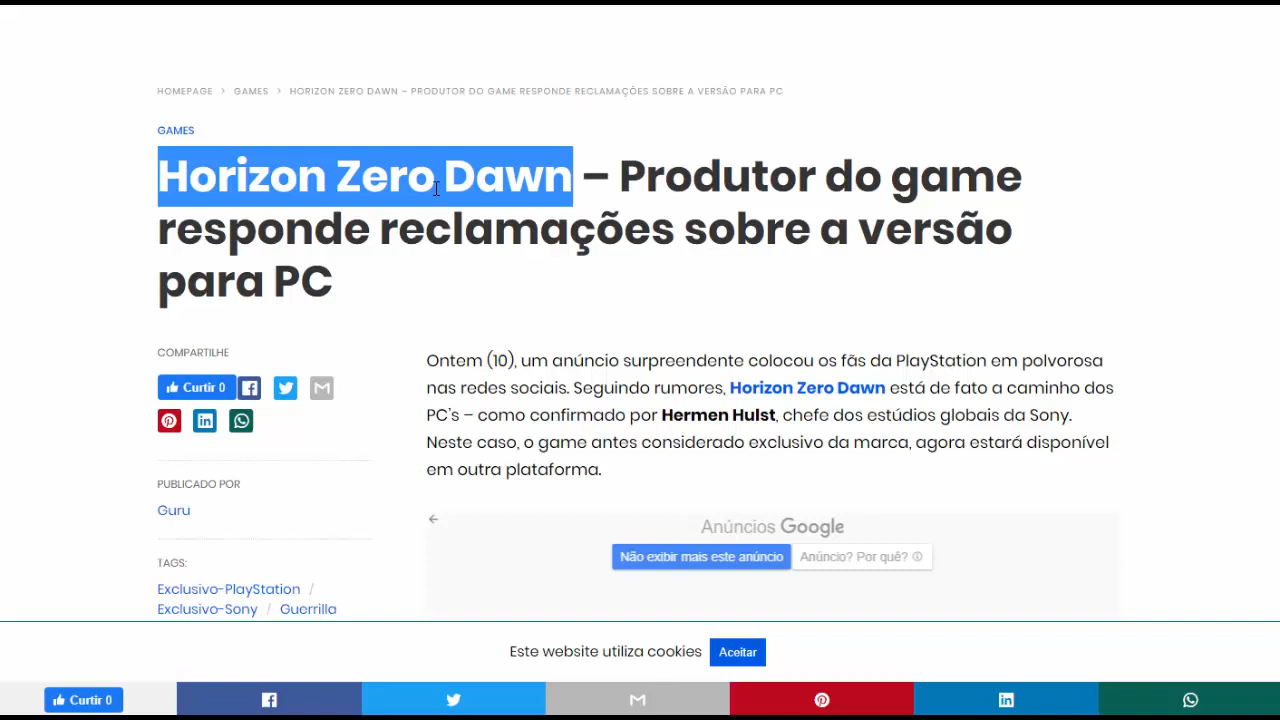 HOMEPAGE > GAMES > HORIZON ZERO DAWN – PRODUTOR DO GAME RESPONDE RECLAMAÇÕES SOBRE A VERSÃO PARA PC
GAMES
Horizon Zero Dawn – Produtor do game
responde reclamações sobre a versão
para PC
COMPARTILHE
Curtir 0
PUBLICADO POR
Guru
TAGS:
Exclusivo-PlayStation /
Exclusivo-Sony / Guerrilla
Ontem (10), um anúncio surpreendente colocou os fãs da PlayStation em polvorosa
nas redes sociais. Seguindo rumores, Horizon Zero Dawn está de fato a caminho dos
PC's – como confirmado por Hermen Hulst, chefe dos estúdios globais da Sony.
Neste caso, o game antes considerado exclusivo da marca, agora estará disponível
em outra plataforma.
Anúncios Google
Não exibir mais este anúncio Anúncio? Por quê?
Este website utiliza cookies Aceitar
Curtir 0